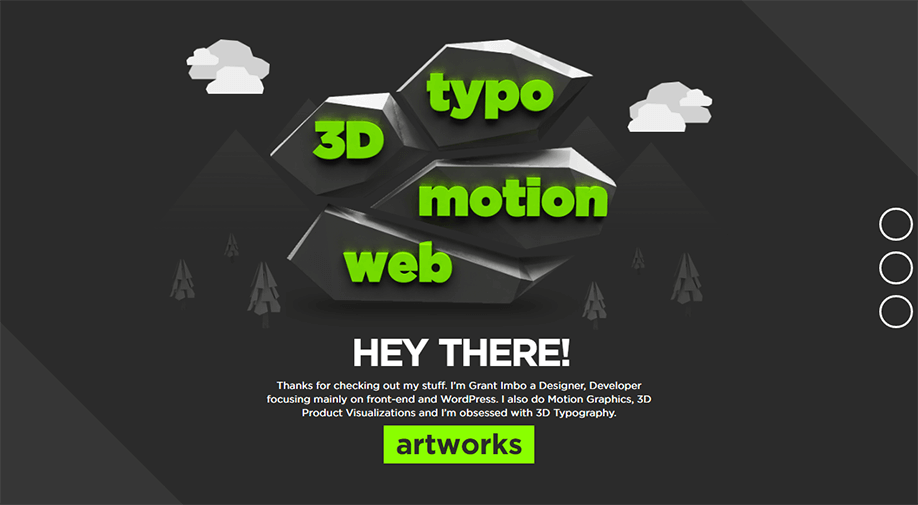 typo
3D
motion
web
HEY THERE!
Thanks for checking out my stuff. I'm Grant Imbo a Designer, Developer
focusing mainly on front-end and WordPress. I also do Motion Graphics, 3D
Product Visualizations and I'm obsessed with 3D Typography.
artworks